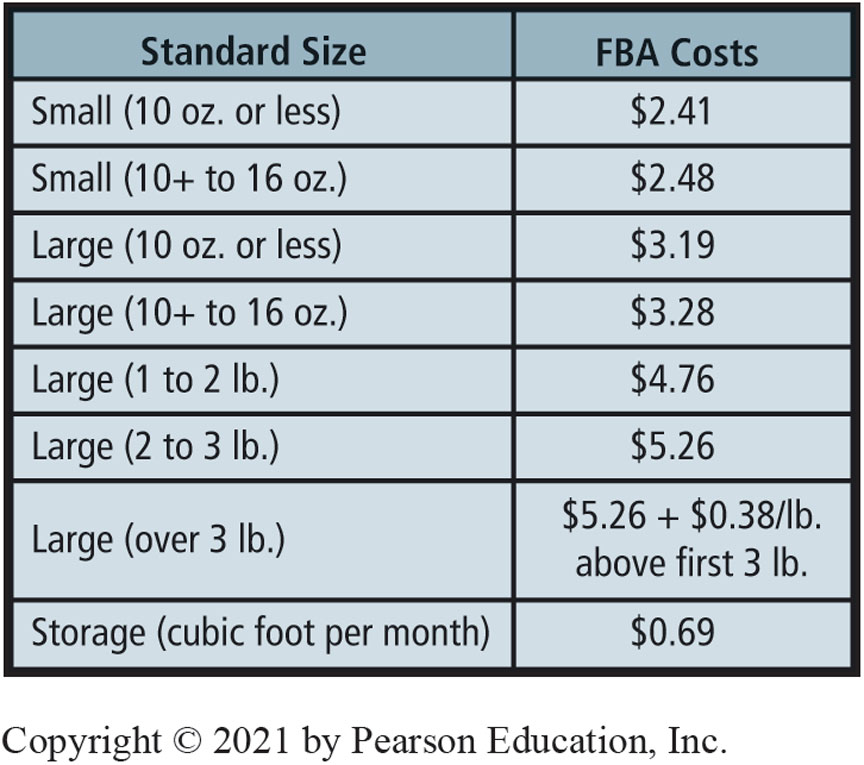 Standard Size FBA Costs
Small (10 oz. or less) $2.41
Small (10+ to 16 oz.) $2.48
Large (10 oz. or less) $3.19
Large (10+ to 16 oz.) $3.28
Large (1 to 2 lb.) $4.76
Large (2 to 3 lb.) $5.26
Large (over 3 lb.) $5.26 + $0.38/lb.
above first 3 lb.
Storage (cubic foot per month) $0.69
Copyright © 2021 by Pearson Education, Inc.